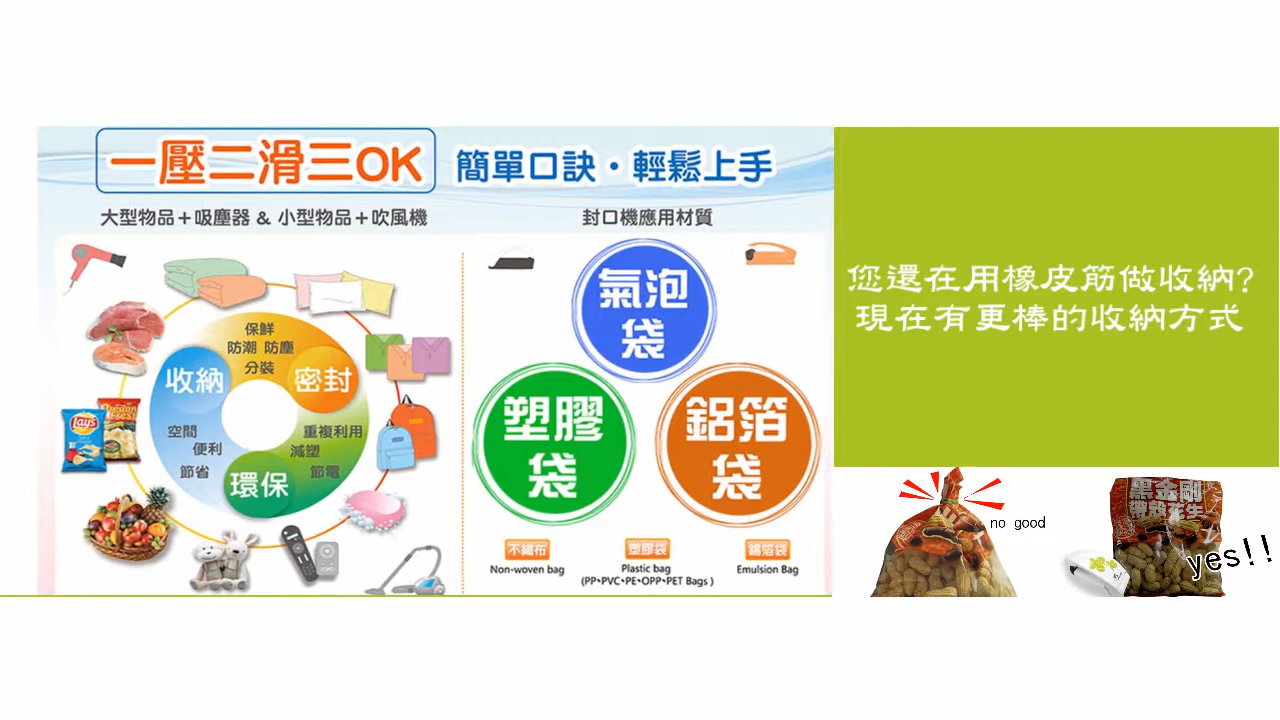 一壓二滑三OK
簡單口訣・輕鬆上手
大型物品＋吸塵器 & 小型物品＋吹風機
封口機應用材質
保鮮
防潮 防塵
分裝
收納
密封
空間
便利
節省
重複利用
減塑
節電
環保
Lay's
氣泡
袋
塑膠
袋
鋁箔
袋
不織布
Non-woven bag
塑膠袋
Plastic bag
(PP•PVC•PE•OPP•PET Bags )
錫箔袋
Emulsion Bag
您還在用橡皮筋做收納?
現在有更棒的收納方式
no good
黑金剛
帶殼花生
yes!!